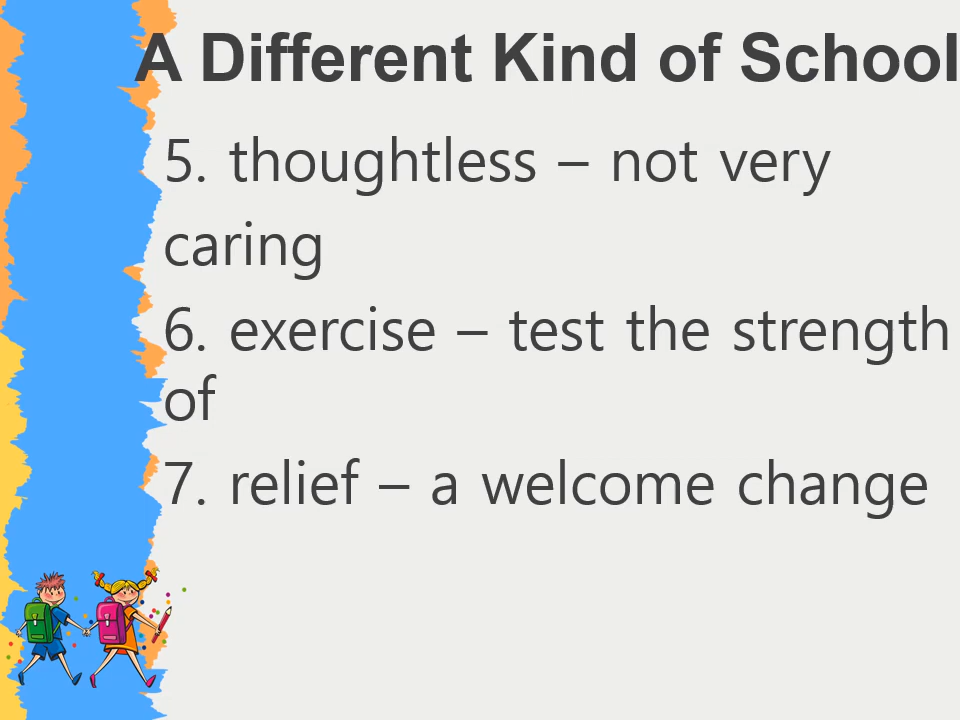 A Different Kind of School
5. thoughtless – not very
caring
6. exercise – test the strength
of
7. relief – a welcome change